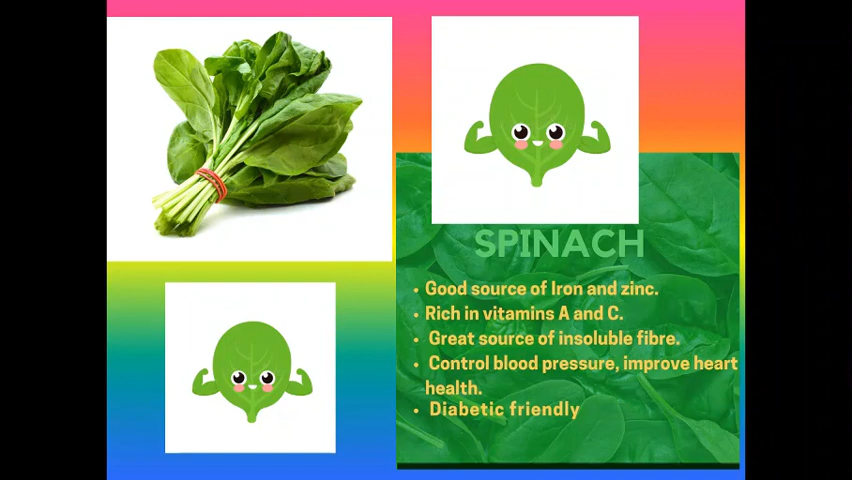 SPINACH
• Good source of Iron and zinc.
• Rich in vitamins A and C.
• Great source of insoluble fibre.
• Control blood pressure, improve heart
health.
• Diabetic friendly